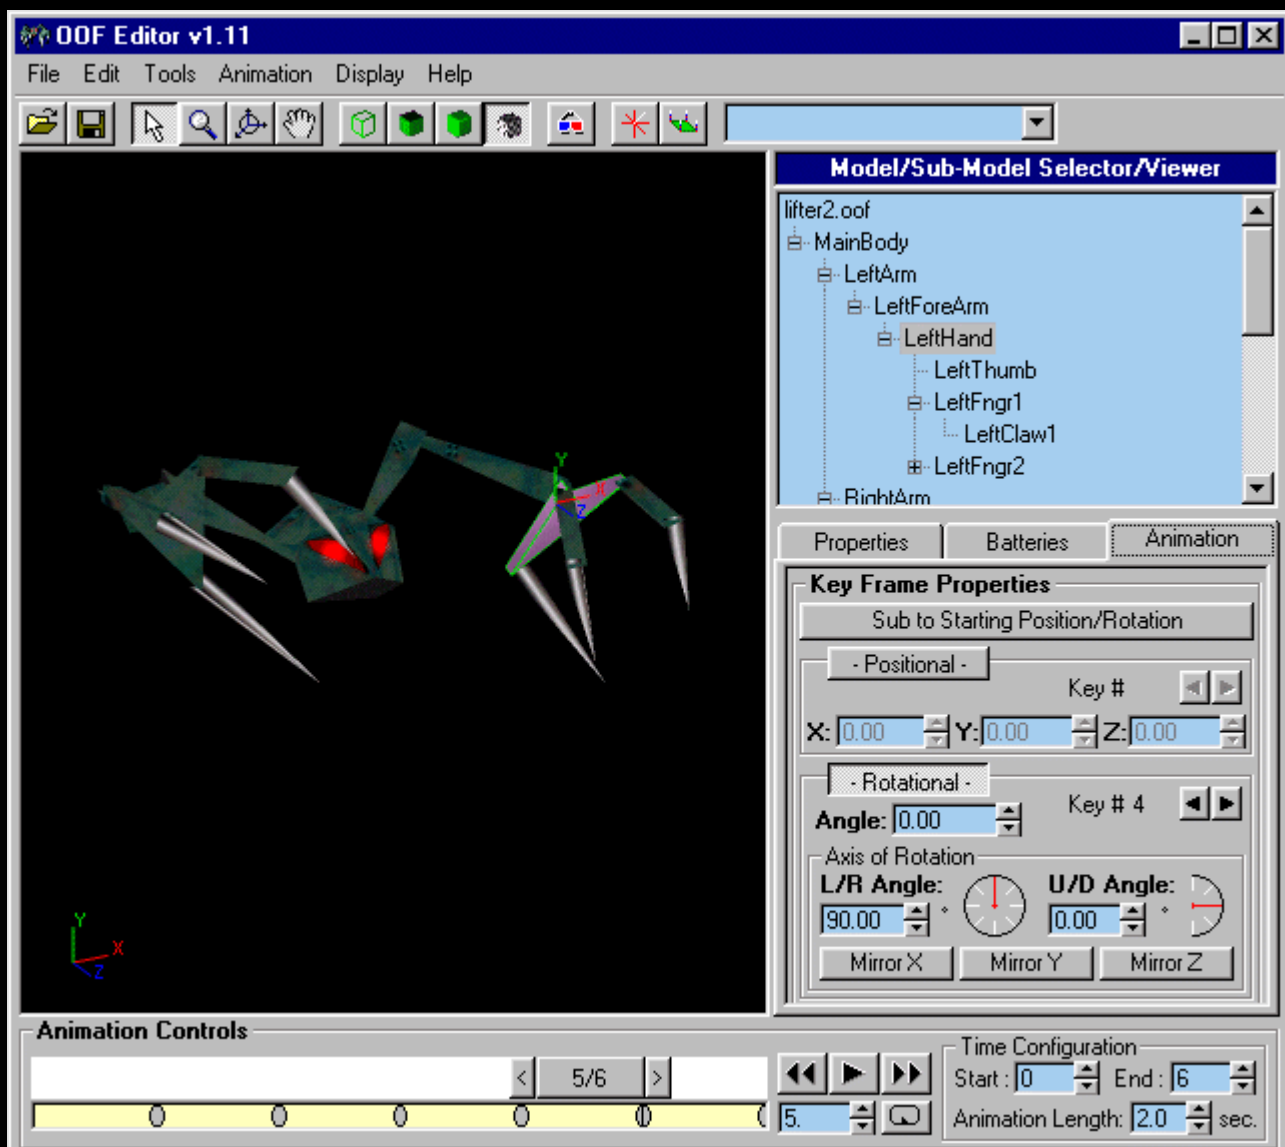 OOF Editor v1.11
File Edit Tools Animation Display Help
Model/Sub-Model Selector/Viewer
lifter2.oof
MainBody
LeftArm
LeftForeArm
LeftHand
LeftThumb
LeftFngr1
LeftClaw1
LeftFngr2
RightArm
Properties Batteries Animation
Key Frame Properties
Sub to Starting Position/Rotation
- Positional -
Key #
X: 0.00 Y: 0.00 Z: 0.00
- Rotational -
Key # 4
Angle: 0.00
Axis of Rotation
L/R Angle: U/D Angle:
90.00 ° 0.00 °
Mirror X Mirror Y Mirror Z
Y
X
Z
Y
X
Z
Animation Controls
< 5/6 >
5.
Time Configuration
Start : 0 End : 6
Animation Length: 2.0 sec.